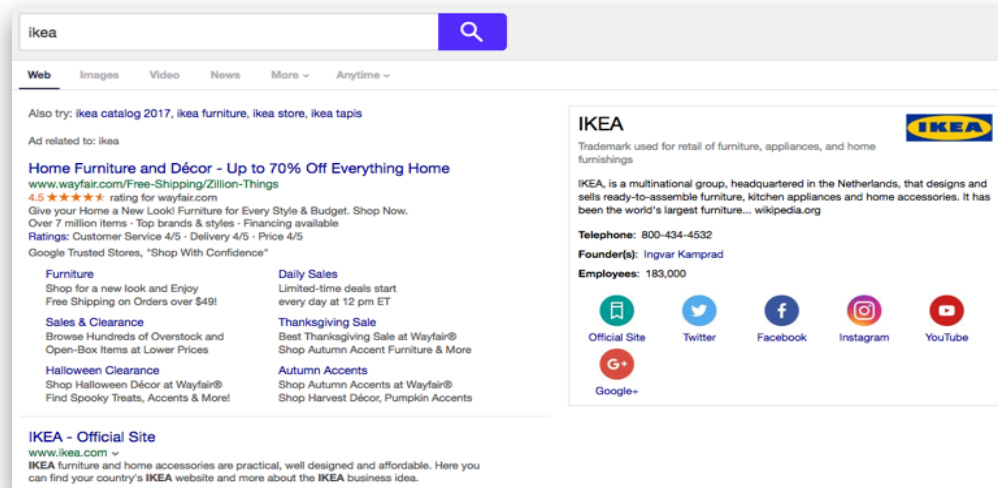 ikea
Web Images Video News More Anytime
Also try: ikea catalog 2017, ikea furniture, ikea store, ikea tapis
Ad related to: ikea
Home Furniture and Décor - Up to 70% Off Everything Home
www.wayfair.com/Free-Shipping/Zillion-Things
4.5 ★★★★★ rating for wayfair.com
Give your Home a New Look! Furniture for Every Style & Budget. Shop Now.
Over 7 million items · Top brands & styles · Financing available
Ratings: Customer Service 4/5 · Delivery 4/5 · Price 4/5
Google Trusted Stores, "Shop With Confidence"
Furniture
Shop for a new look and Enjoy
Free Shipping on Orders over $49!
Daily Sales
Limited-time deals start
every day at 12 pm ET
Sales & Clearance
Browse Hundreds of Overstock and
Open-Box Items at Lower Prices
Thanksgiving Sale
Best Thanksgiving Sale at Wayfair®
Shop Autumn Accent Furniture & More
Halloween Clearance
Shop Halloween Décor at Wayfair®
Find Spooky Treats, Accents & More!
Autumn Accents
Shop Autumn Accents at Wayfair®
Shop Harvest Décor, Pumpkin Accents
IKEA - Official Site
www.ikea.com
IKEA furniture and home accessories are practical, well designed and affordable. Here you
can find your country's IKEA website and more about the IKEA business idea.
IKEA
IKEA
Trademark used for retail of furniture, appliances, and home
furnishings
IKEA, is a multinational group, headquartered in the Netherlands, that designs and
sells ready-to-assemble furniture, kitchen appliances and home accessories. It has
been the world's largest furniture... wikipedia.org
Telephone: 800-434-4532
Founder(s): Ingvar Kamprad
Employees: 183,000
Official Site Twitter Facebook Instagram YouTube
G+
Google+